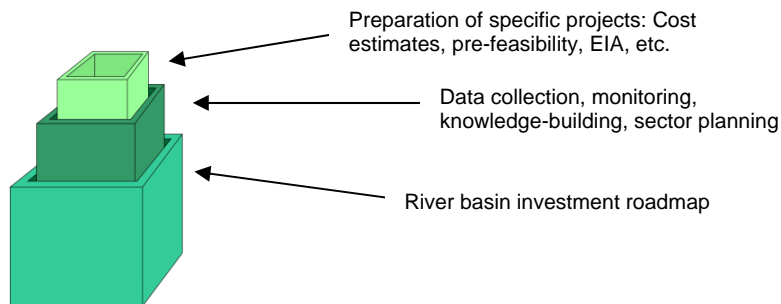 Preparation of specific projects: Cost
estimates, pre-feasibility, EIA, etc.
Data collection, monitoring,
knowledge-building, sector planning
River basin investment roadmap